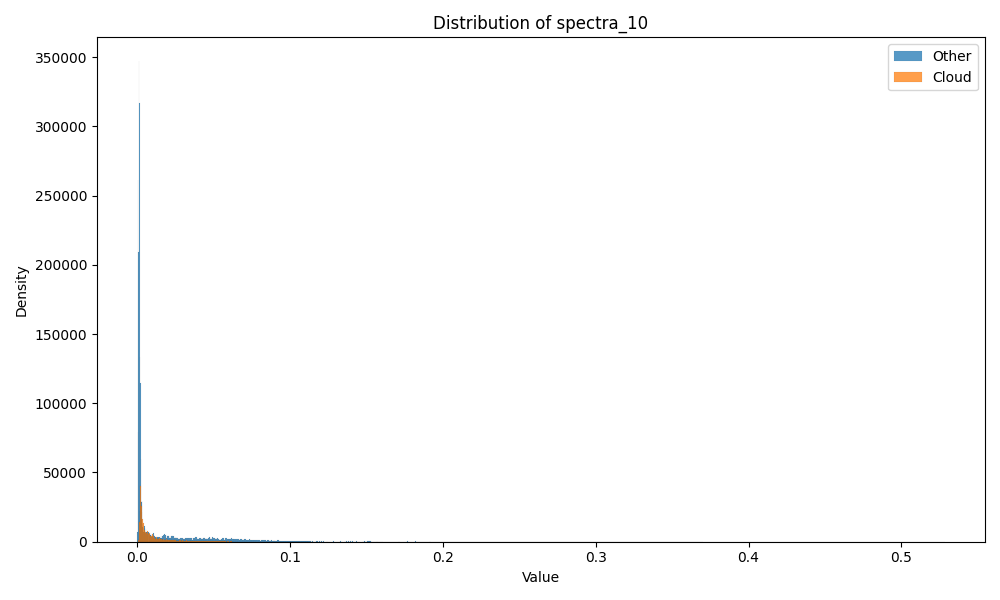 Distribution of spectra_10
Other
Cloud
350000
300000
250000
200000
150000
100000
50000
0
Density
0.0 0.1 0.2 0.3 0.4 0.5
Value